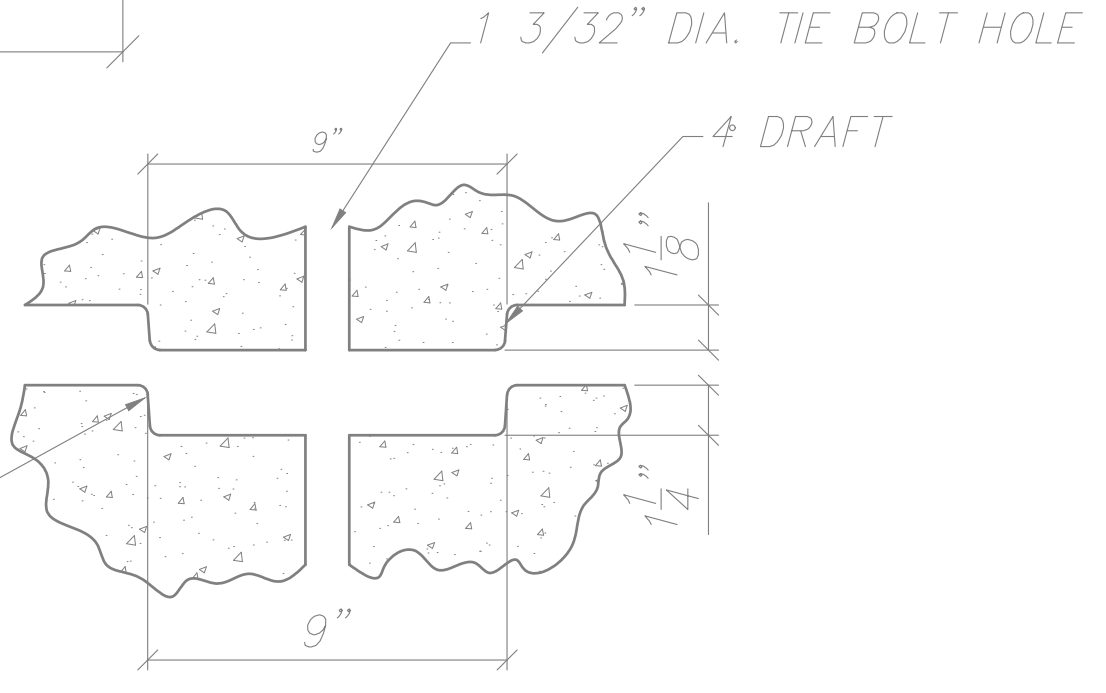 1 3/32" DIA. TIE BOLT HOLE
4° DRAFT
9"
1 1/8"
1 1/4"
9"